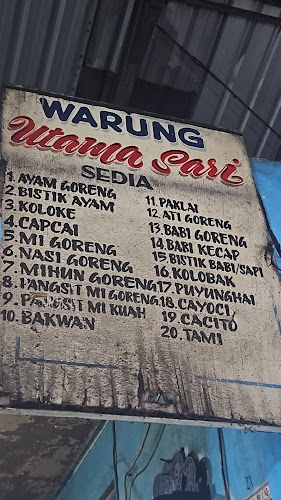 WARUNG
Utama Sari
SEDIA
1. AYAM GORENG
2. BISTIK AYAM
3. KOLOKE
4. CAPCAI
5. MI GORENG
6. NASI GORENG
7. MIHUN GORENG
8. PANGSIT MI GORENG
9. PANGSIT MI KUAH
10. BAKWAN
11. PAKLAI
12. ATI GORENG
13. BABI GORENG
14. BABI KECAP
15. BISTIK BABI/SAPI
16. KOLOBAK
17. PUYUNGHAI
18. CAYOCI
19. CACITO
20. TAMI